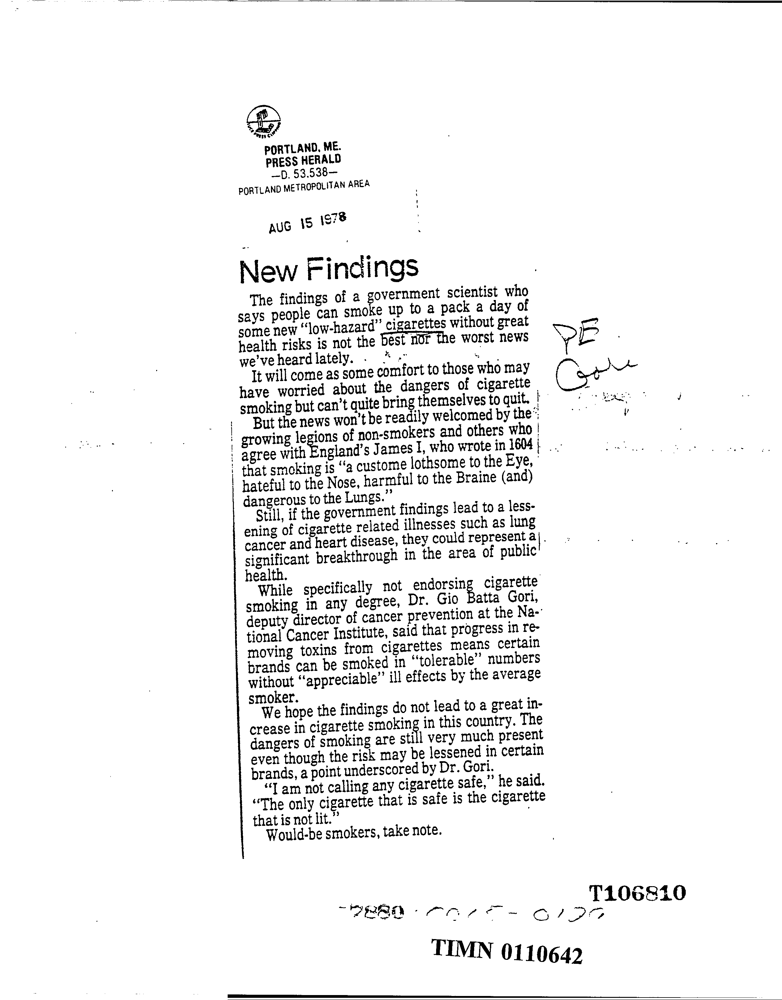 PORTLAND, ME.
PRESS HERALD
—D. 53,538—
PORTLAND METROPOLITAN AREA
AUG 15 1978
New Findings
The findings of a government scientist who
says people can smoke up to a pack a day of
some new “low-hazard” cigarettes without great
health risks is not the best nor the worst news
we've heard lately.
It will come as some comfort to those who may
have worried about the dangers of cigarette
smoking but can't quite bring themselves to quit.
But the news won't be readily welcomed by the
growing legions of non-smokers and others who
agree with England's James I, who wrote in 1604
that smoking is “a custome lothsome to the Eye,
hateful to the Nose, harmful to the Braine (and)
dangerous to the Lungs.”
Still, if the government findings lead to a less-
ening of cigarette related illnesses such as lung
cancer and heart disease, they could represent a
significant breakthrough in the area of public
health.
While specifically not endorsing cigarette
smoking in any degree, Dr. Gio Batta Gori,
deputy director of cancer prevention at the Na-
tional Cancer Institute, said that progress in re-
moving toxins from cigarettes means certain
brands can be smoked in “tolerable” numbers
without “appreciable” ill effects by the average
smoker.
We hope the findings do not lead to a great in-
crease in cigarette smoking in this country. The
dangers of smoking are still very much present
even though the risk may be lessened in certain
brands, a point underscored by Dr. Gori.
“I am not calling any cigarette safe,” he said.
“The only cigarette that is safe is the cigarette
that is not lit.”
Would-be smokers, take note.
PE
T106810
TIMN 0110642